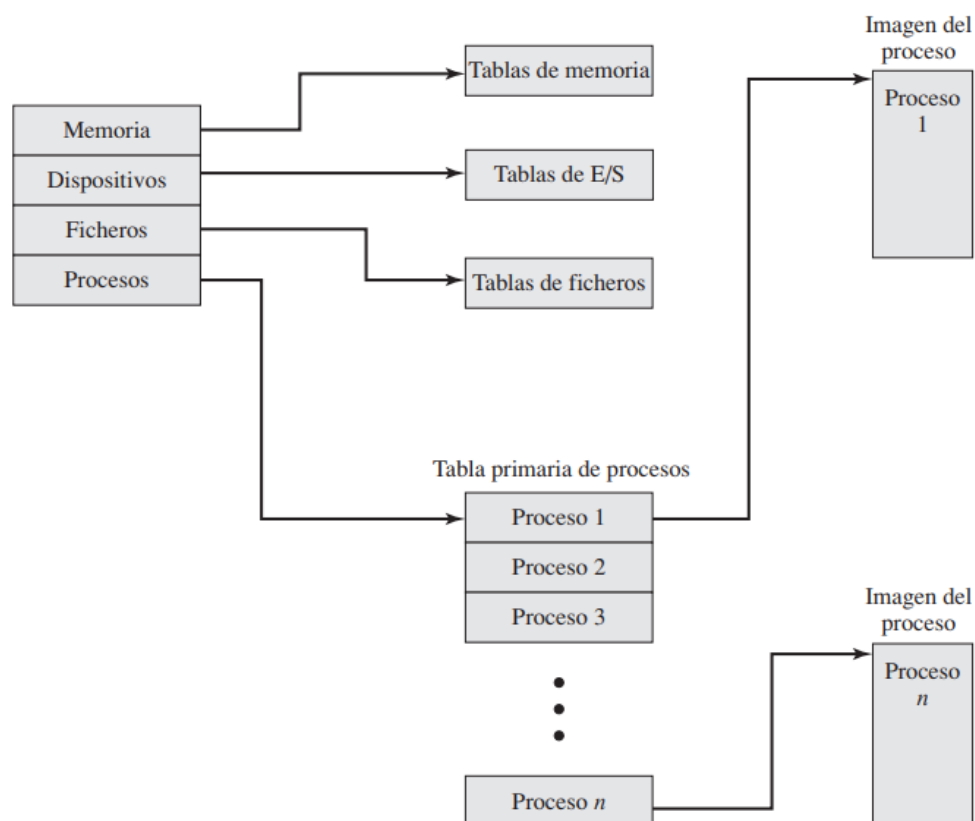 Memoria
Dispositivos
Ficheros
Procesos
Tablas de memoria
Tablas de E/S
Tablas de ficheros
Tabla primaria de procesos
Proceso 1
Proceso 2
Proceso 3
Proceso n
Imagen del
proceso
Proceso
1
Imagen del
proceso
Proceso
n